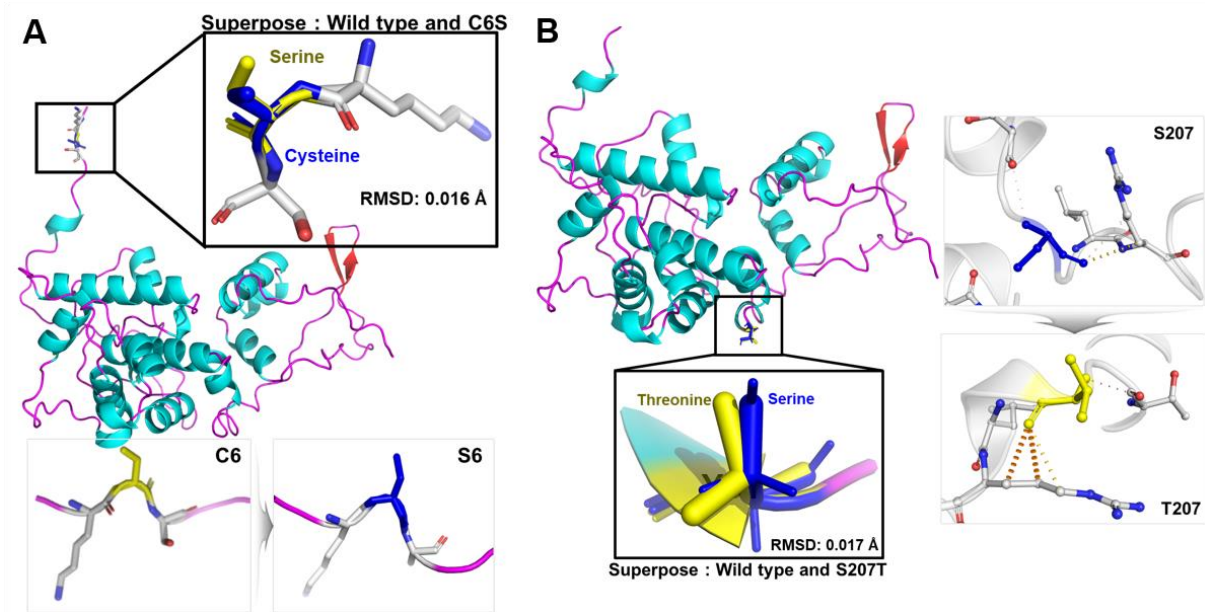 A
Superpose : Wild type and C6S
Serine
Cysteine
RMSD: 0.016 Å
C6
S6
B
S207
Threonine
Serine
RMSD: 0.017 Å
Superpose : Wild type and S207T
T207